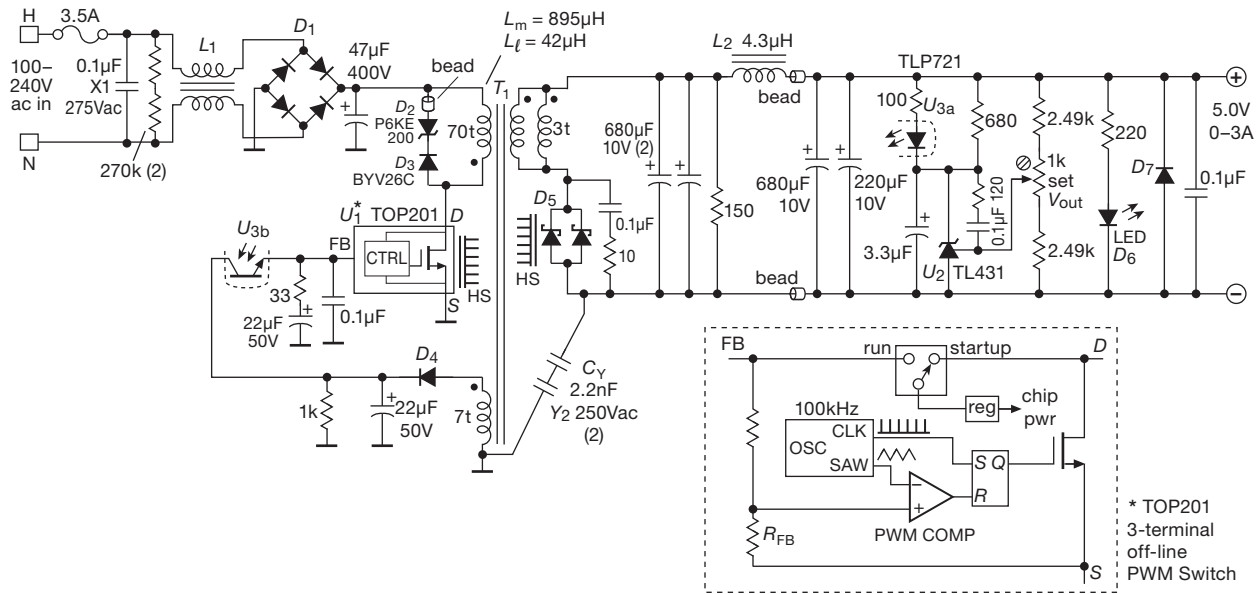 H
3.5A
100–
240V
ac in
N
0.1µF
X1
275Vac
270k (2)
L1
D1
47µF
400V
+
bead
Lm = 895µH
Lℓ = 42µH
D2
P6KE
200
D3
BYV26C
70t
T1
3t
U1*
TOP201
D
FB
CTRL
S
HS
U3b
33
22µF
50V
+
0.1µF
D4
1k
+
22µF
50V
7t
D5
HS
0.1µF
10
CY
2.2nF
Y2 250Vac
(2)
680µF
10V (2)
+
+
150
L2 4.3µH
bead
bead
+
680µF
10V
+
220µF
10V
TLP721
100
U3a
680
+
3.3µF
0.1µF
120
U2
TL431
2.49k
1k
set
Vout
2.49k
220
LED
D6
D7
0.1µF
+
5.0V
0–3A
−
FB
run
startup
D
reg
chip
pwr
100kHz
OSC
CLK
SAW
S
Q
R
−
+
PWM COMP
RFB
S
* TOP201
3-terminal
off-line
PWM Switch